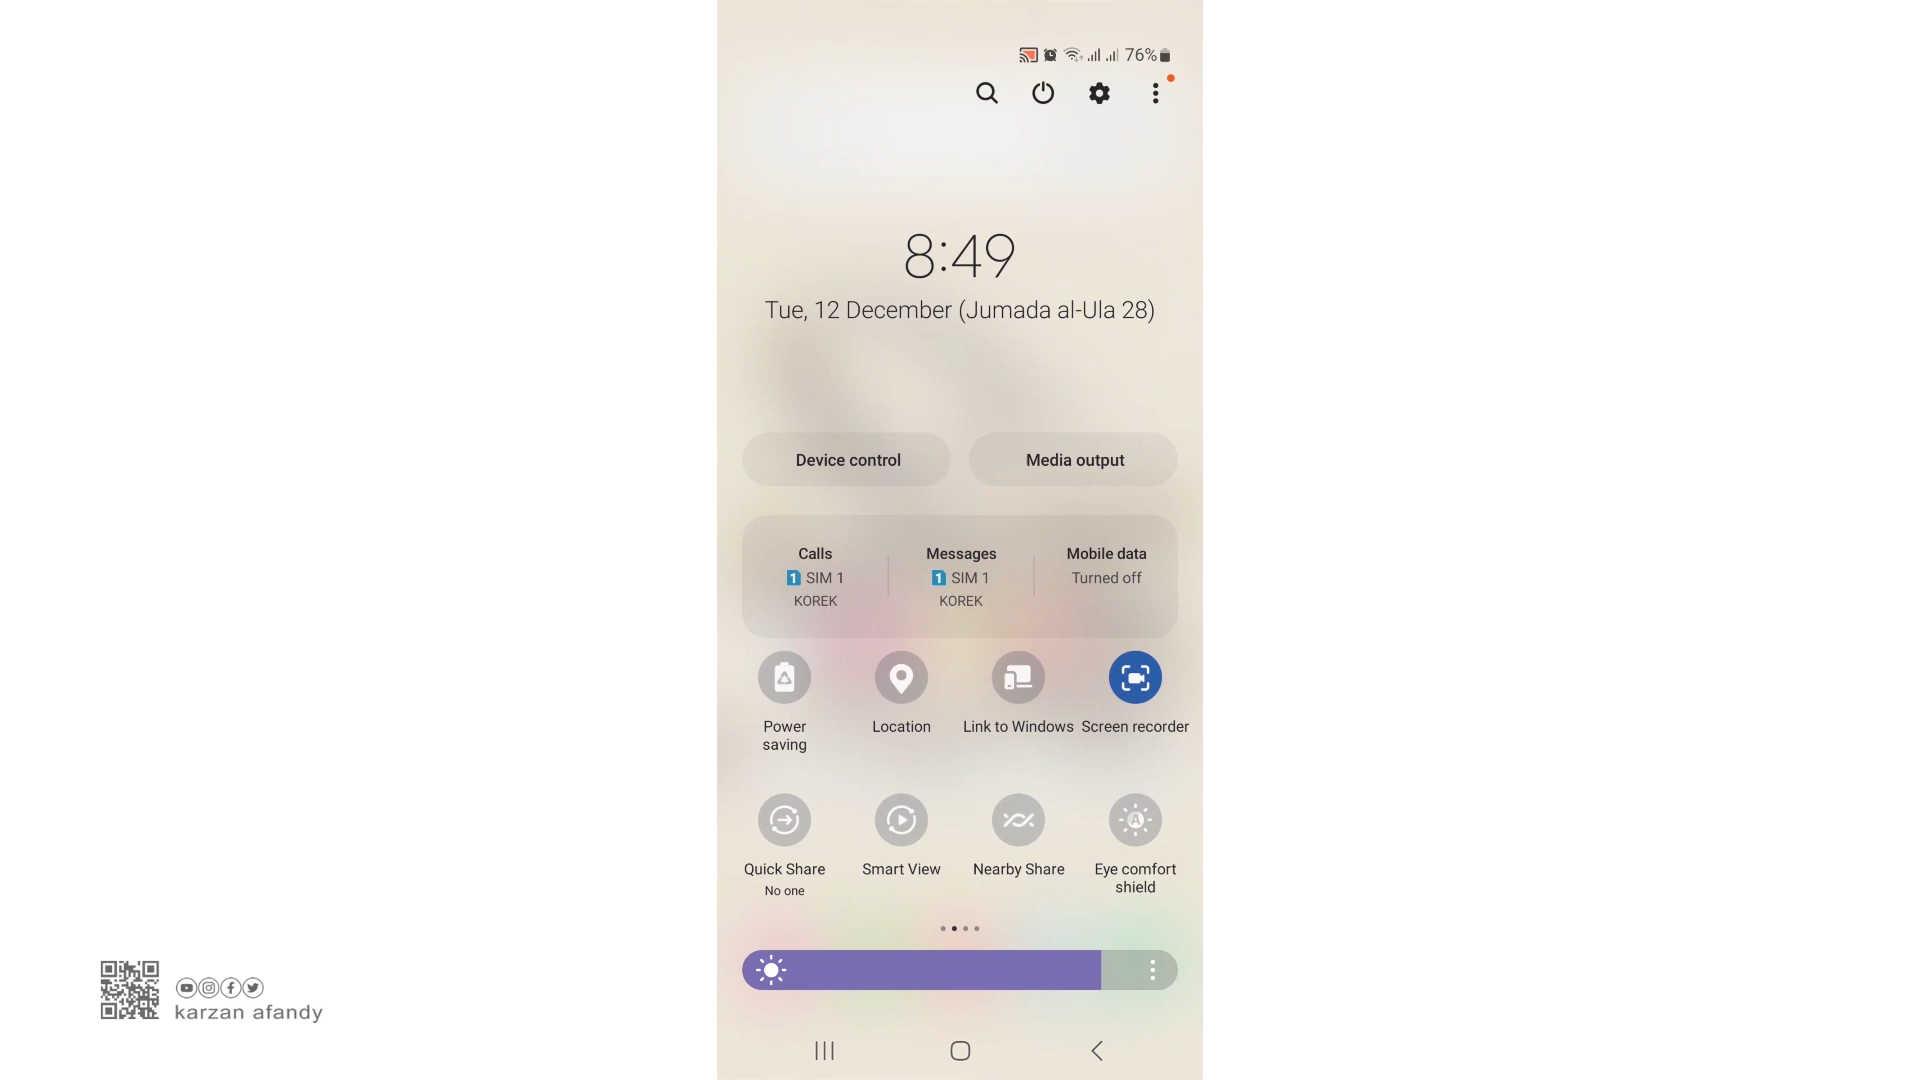 76%
8:49
Tue, 12 December (Jumada al-Ula 28)
Device control
Media output
Calls
1 SIM 1
KOREK
Messages
1 SIM 1
KOREK
Mobile data
Turned off
Power
saving
Location
Link to Windows
Screen recorder
Quick Share
No one
Smart View
Nearby Share
Eye comfort
shield
karzan afandy